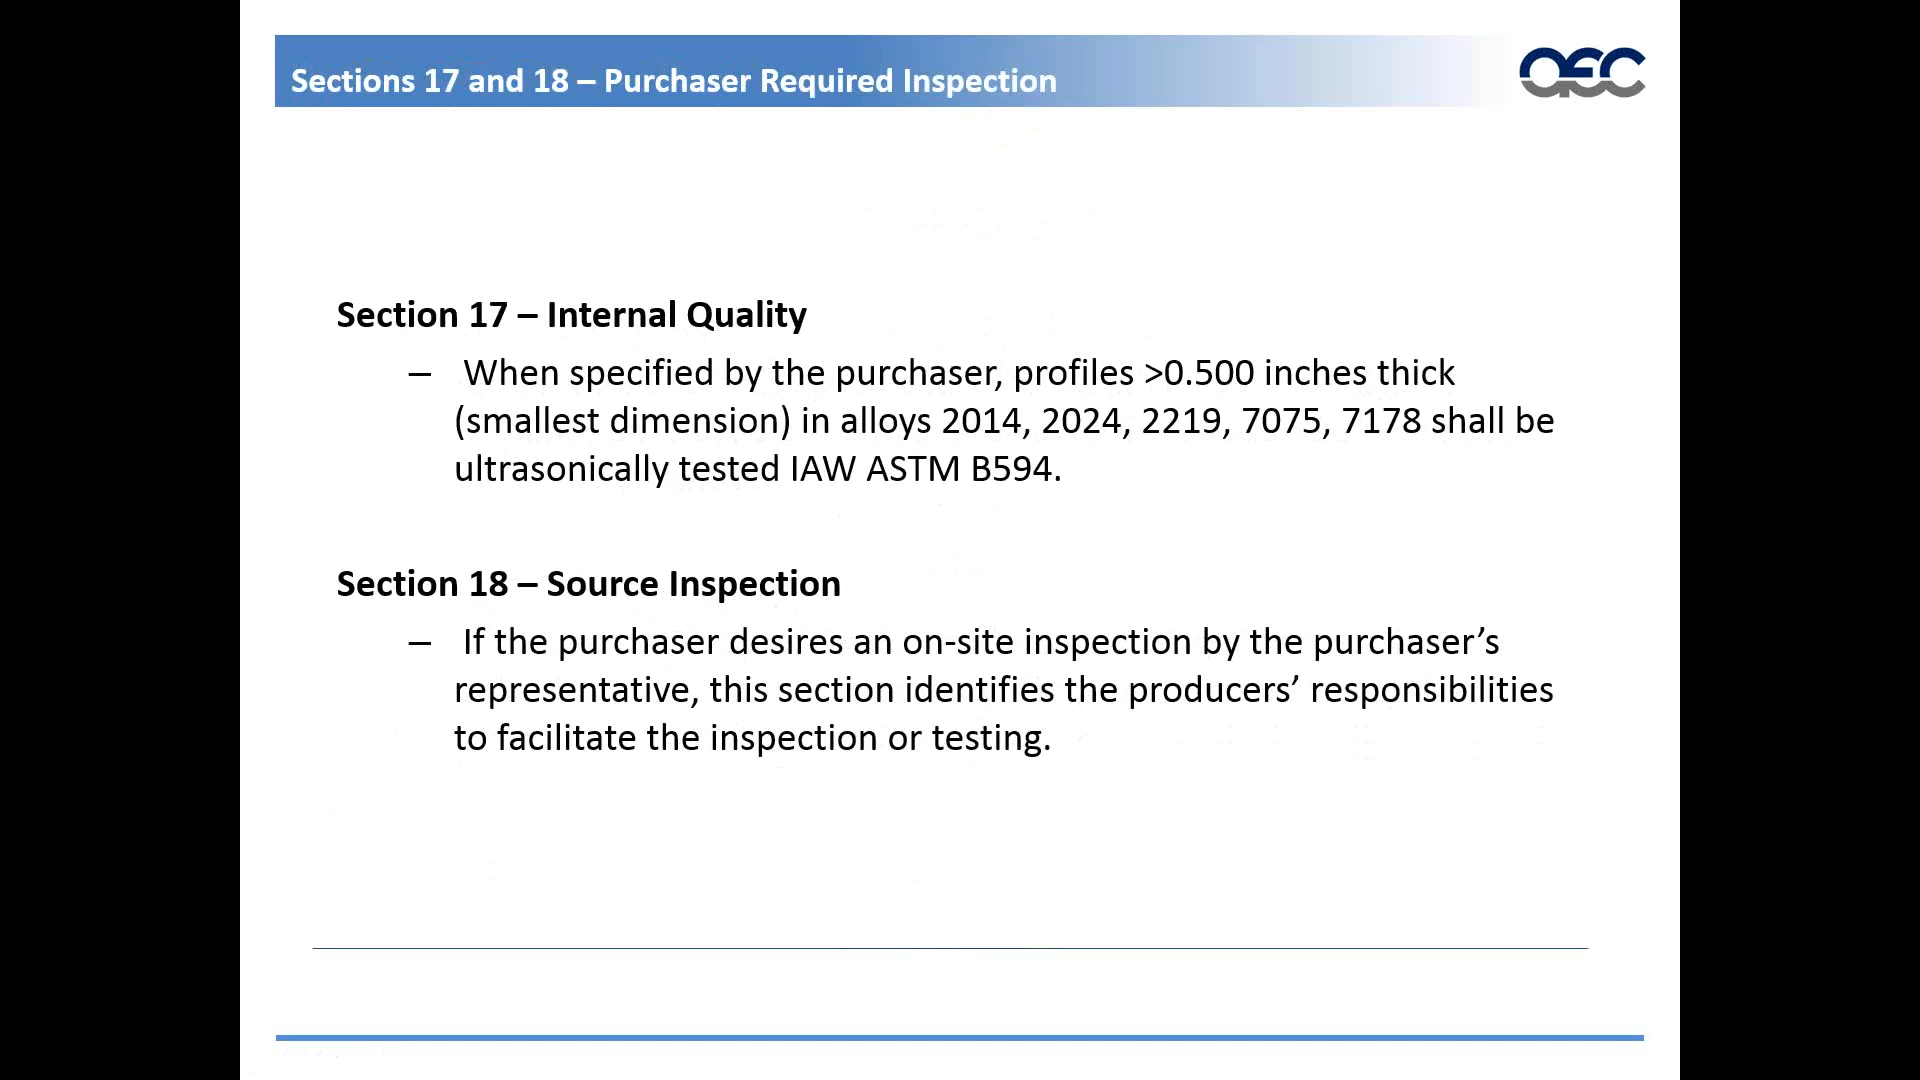 Sections 17 and 18 – Purchaser Required Inspection
AEC
Section 17 – Internal Quality
– When specified by the purchaser, profiles >0.500 inches thick
(smallest dimension) in alloys 2014, 2024, 2219, 7075, 7178 shall be
ultrasonically tested IAW ASTM B594.
Section 18 – Source Inspection
– If the purchaser desires an on-site inspection by the purchaser’s
representative, this section identifies the producers’ responsibilities
to facilitate the inspection or testing.